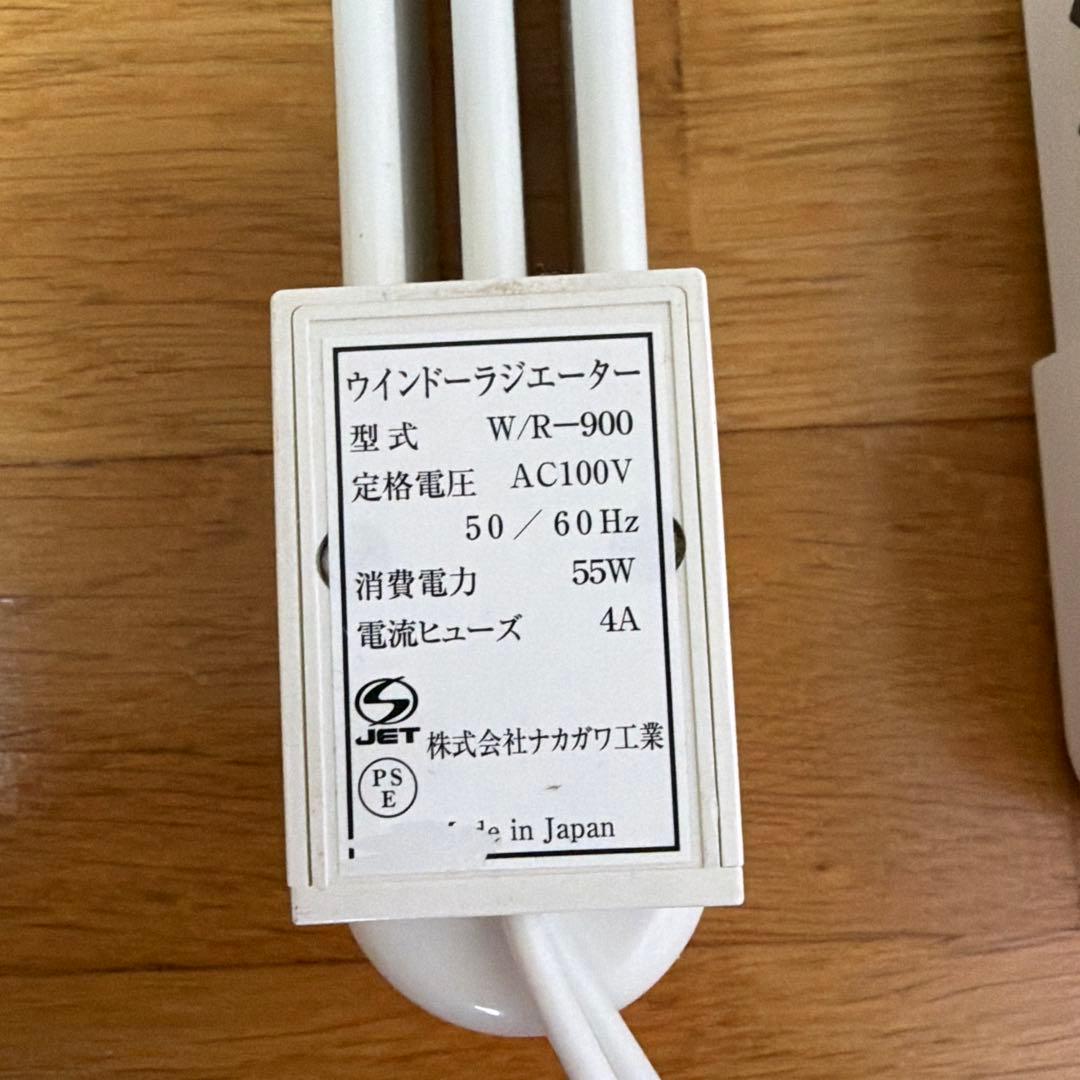 ウインドーラジエーター
型式 W/R-900
定格電圧 AC100V
50／60Hz
消費電力 55W
電流ヒューズ 4A
JET 株式会社ナカガワ工業
PS
E
in Japan